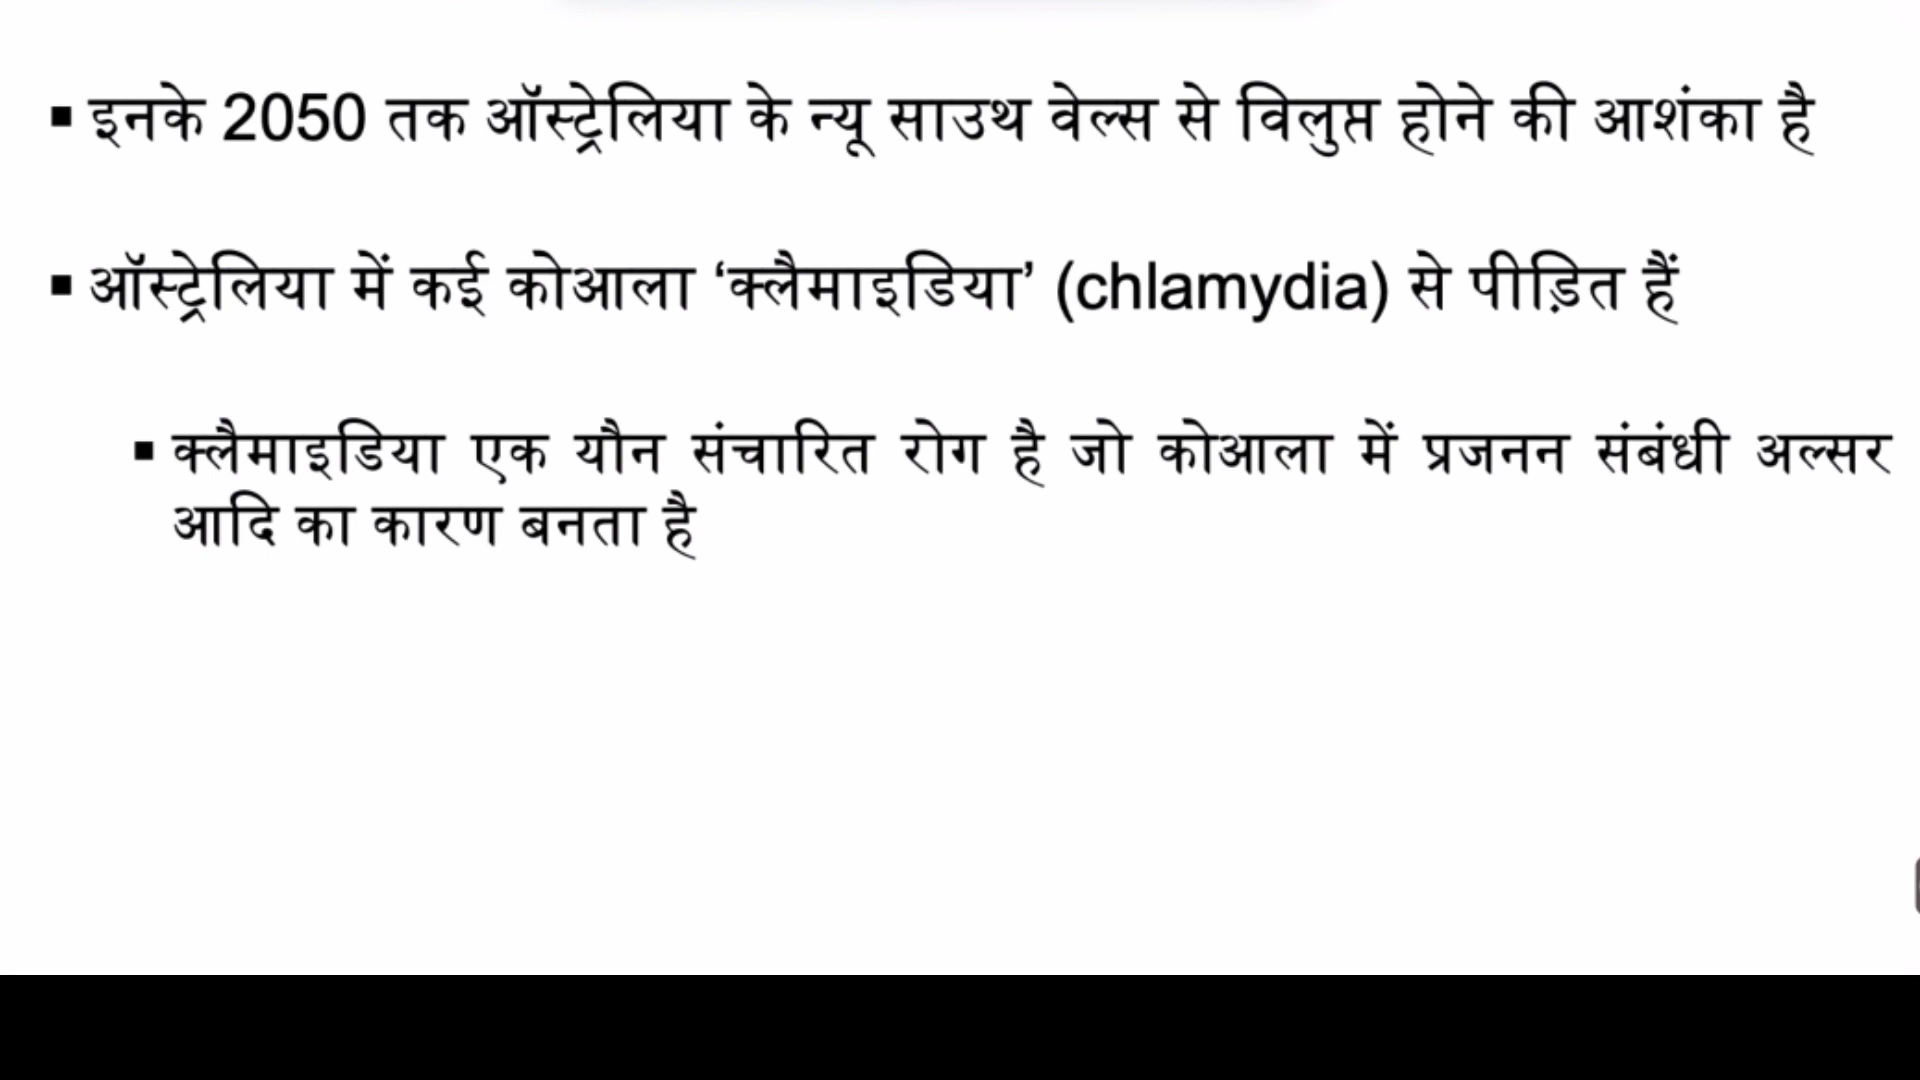 ▪ इनके 2050 तक ऑस्ट्रेलिया के न्यू साउथ वेल्स से विलुप्त होने की आशंका है
▪ ऑस्ट्रेलिया में कई कोआला ‘क्लैमाइडिया’ (chlamydia) से पीड़ित हैं
▪ क्लैमाइडिया एक यौन संचारित रोग है जो कोआला में प्रजनन संबंधी अल्सर
आदि का कारण बनता है